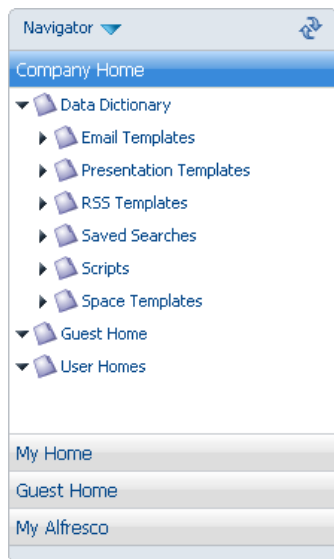 Navigator
Company Home
Data Dictionary
Email Templates
Presentation Templates
RSS Templates
Saved Searches
Scripts
Space Templates
Guest Home
User Homes
My Home
Guest Home
My Alfresco